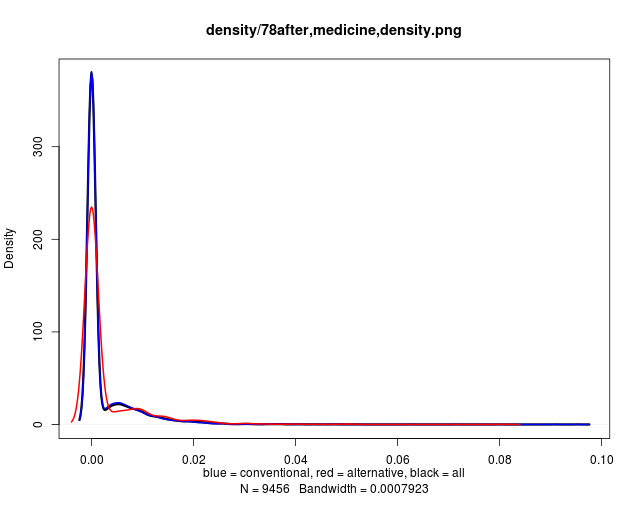 density/78after,medicine,density.png
Density
0
100
200
300
0.00 0.02 0.04 0.06 0.08 0.10
blue = conventional, red = alternative, black = all
N = 9456 Bandwidth = 0.0007923